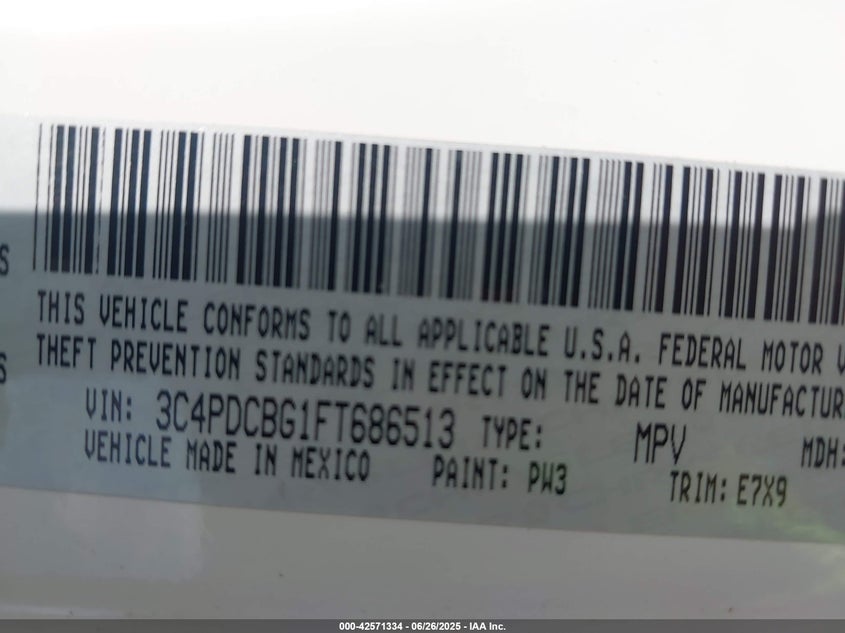 S
THIS VEHICLE CONFORMS TO ALL APPLICABLE U.S.A. FEDERAL MOTOR V
S
THEFT PREVENTION STANDARDS IN EFFECT ON THE DATE OF MANUFACTUR
VIN: 3C4PDCBG1FT686513 TYPE: MPV MDH:
VEHICLE MADE IN MEXICO PAINT: PW3 TRIM: E7X9
000-42571334 - 06/26/2025 - IAA Inc.